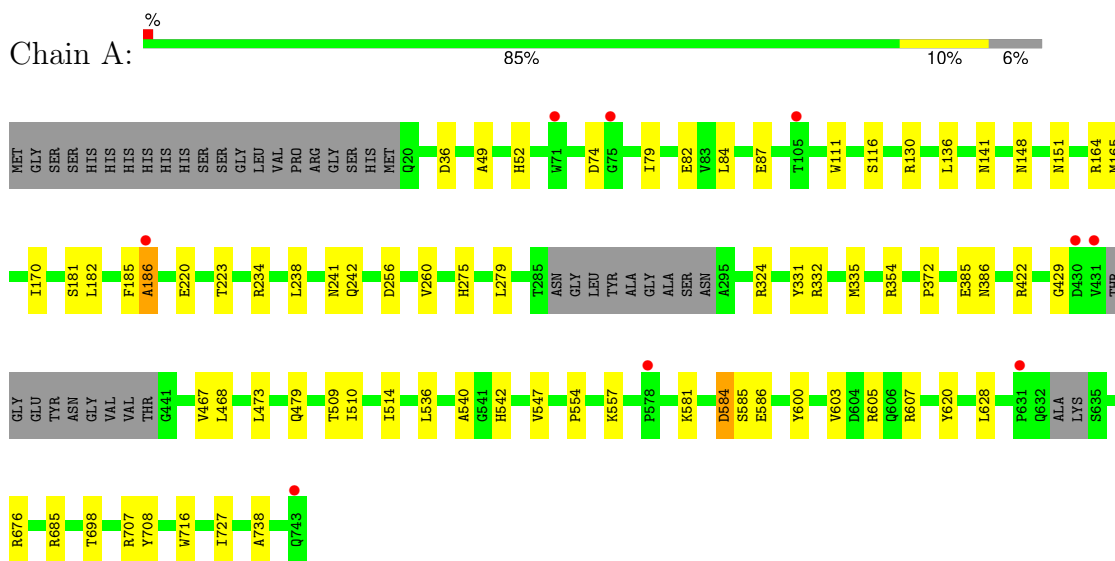 %
Chain A:
85% 10% 6%
MET GLY SER SER HIS HIS HIS HIS HIS HIS SER SER GLY LEU VAL PRO ARG GLY SER HIS MET Q20 D36 A49 H52 W71 D74 G75 I79 E82 V83 L84 E87 T105 W111 S116 R130 L136 N141 N148 N151 R164 M165
I170 S181 L182 F185 A186 E220 T223 R234 L238 N241 Q242 D256 V260 H275 L279 T285 ASN GLY LEU TYR ALA GLY ALA SER ASN A295 R324 Y331 R332 M335 R354 P372 E385 N386 R422 G429 D430 V431 THR
GLY GLU TYR ASN GLY VAL VAL THR G441 V467 L468 L473 Q479 T509 I510 I514 L536 A540 G541 H542 V547 P554 K557 P578 K581 D584 S585 E586 Y600 V603 D604 R605 Q606 R607 Y620 L628 P631 Q632 ALA LYS S635
R676 R685 T698 R707 Y708 W716 I727 A738 Q743